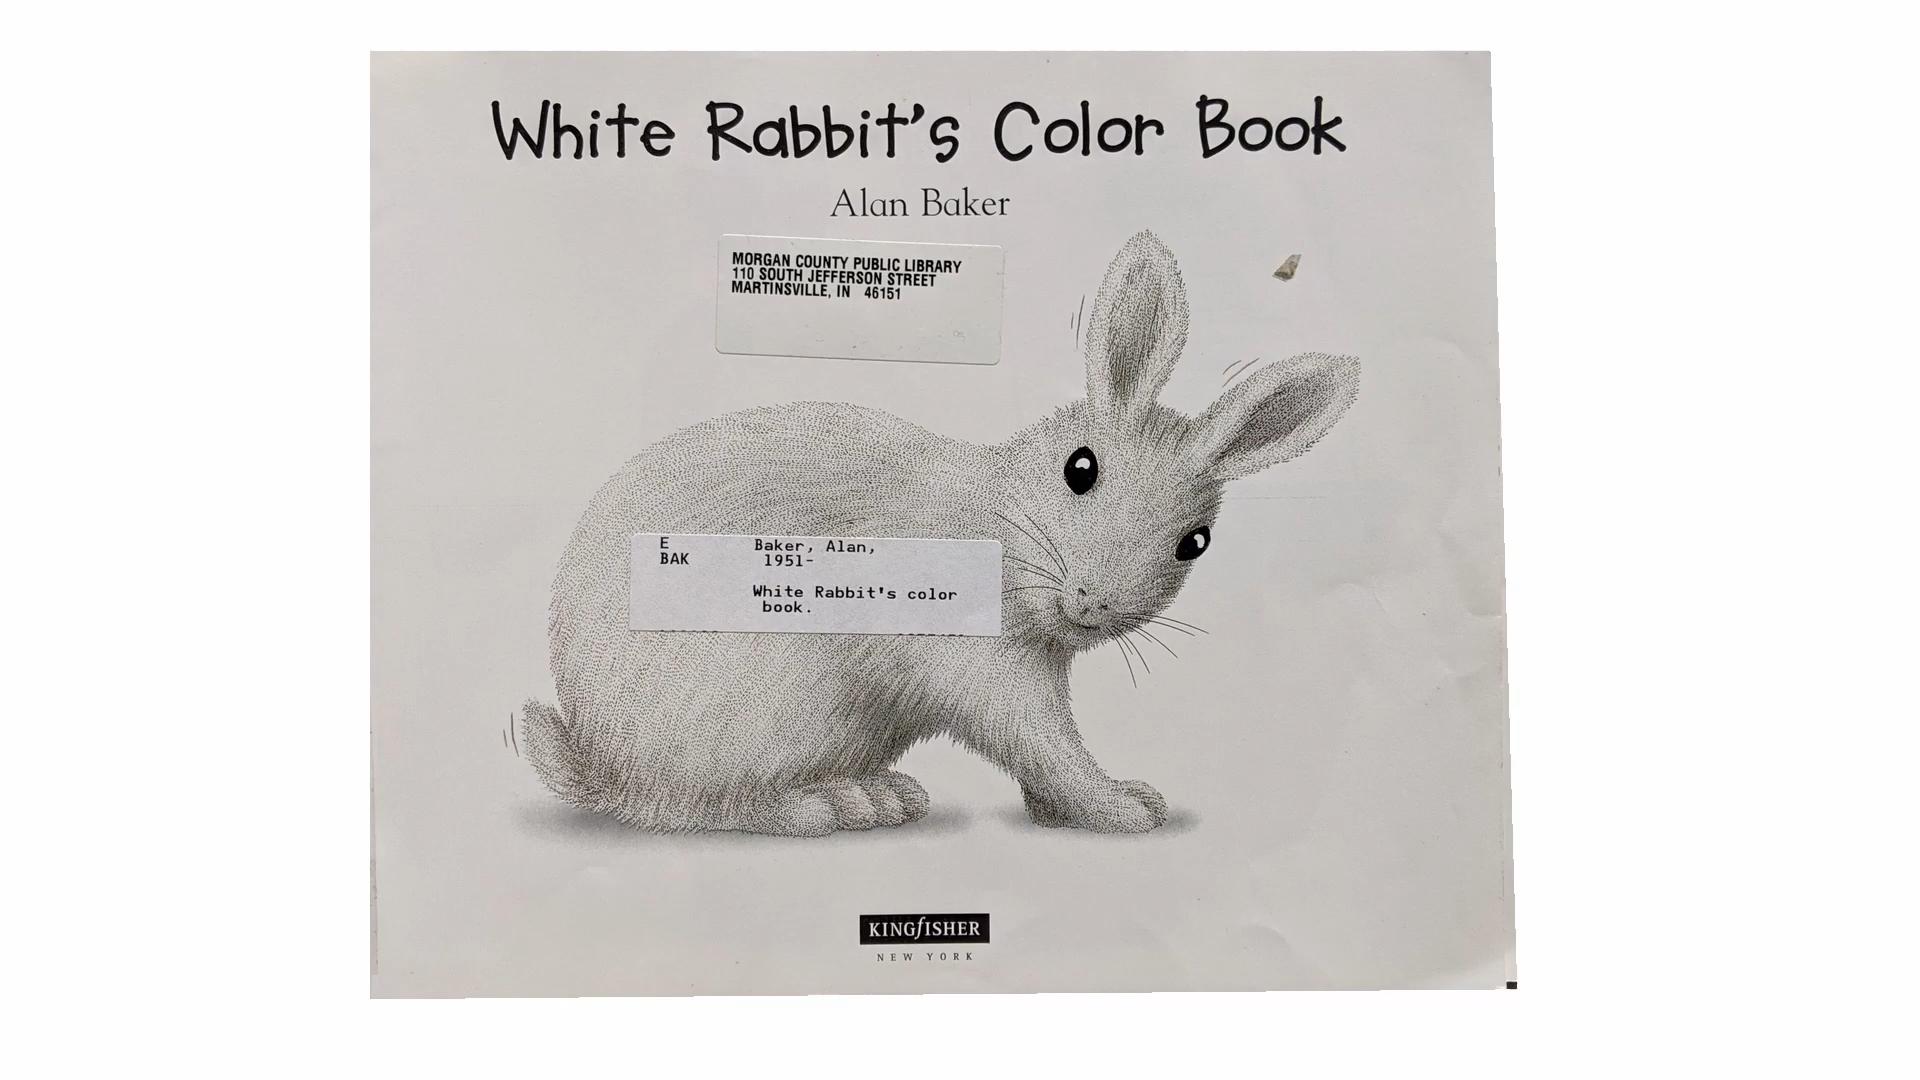 White Rabbit's Color Book
Alan Baker
MORGAN COUNTY PUBLIC LIBRARY
110 SOUTH JEFFERSON STREET
MARTINSVILLE, IN 46151
E Baker, Alan,
BAK 1951-
White Rabbit's color
book.
KINGfISHER
NEW YORK